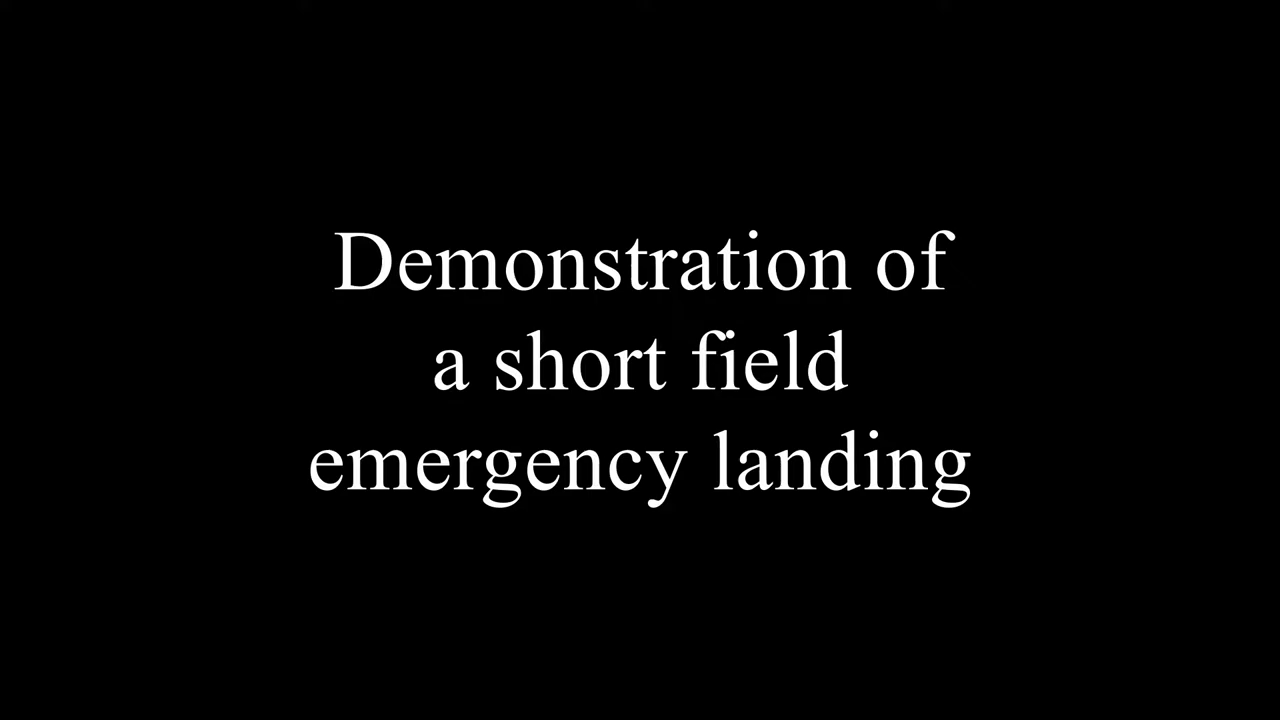 Demonstration of
a short field
emergency landing